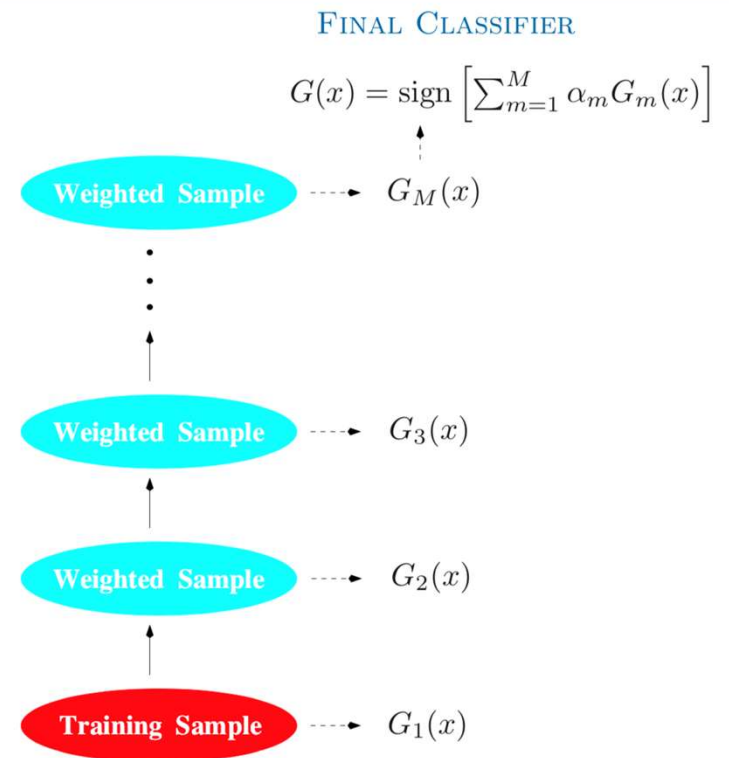 FINAL CLASSIFIER
G(x) = sign [∑_{m=1}^{M} α_m G_m(x)]
Weighted Sample G_M(x)
Weighted Sample G_3(x)
Weighted Sample G_2(x)
Training Sample G_1(x)